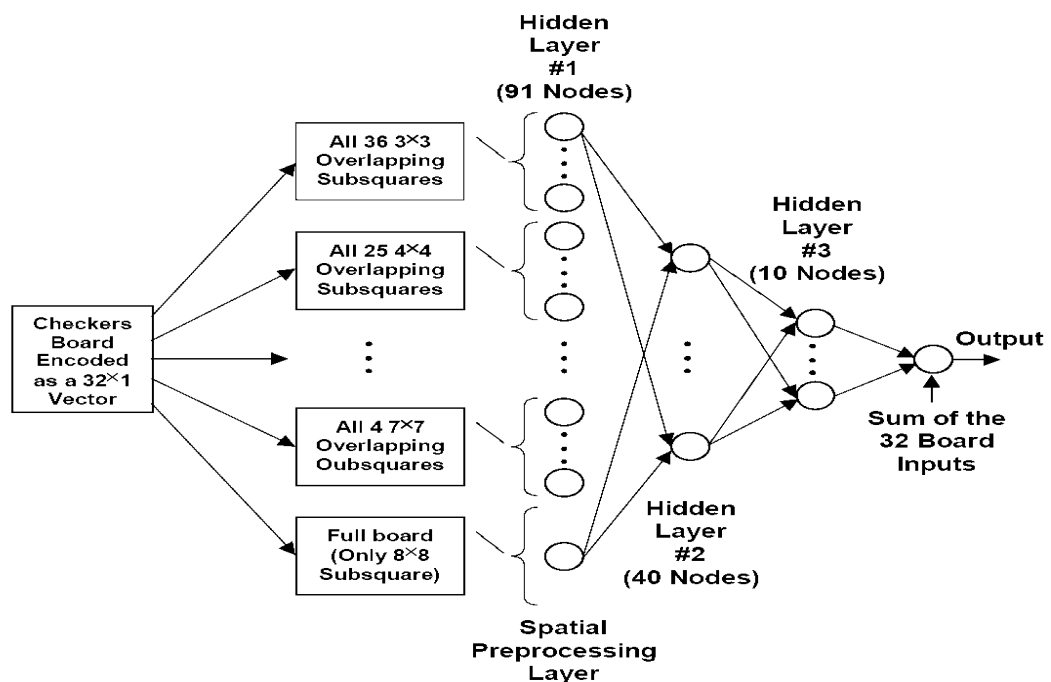 Hidden
Layer
#1
(91 Nodes)
All 36 3×3
Overlapping
Subsquares
All 25 4×4
Overlapping
Subsquares
Checkers
Board
Encoded
as a 32×1
Vector
All 4 7×7
Overlapping
Oubsquares
Full board
(Only 8×8
Subsquare)
Spatial
Preprocessing
Layer
Hidden
Layer
#2
(40 Nodes)
Hidden
Layer
#3
(10 Nodes)
Output
Sum of the
32 Board
Inputs